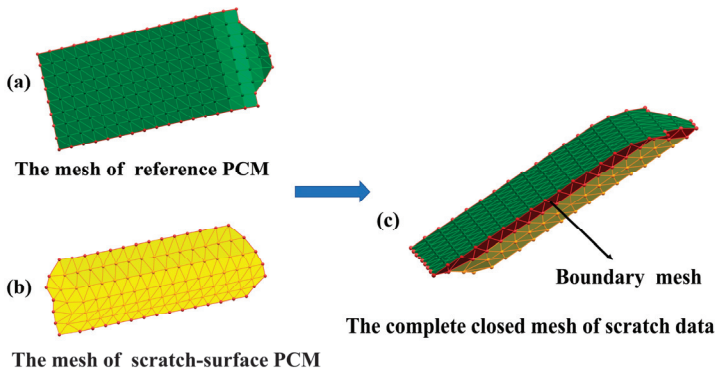 (a)
The mesh of reference PCM
(b)
The mesh of scratch-surface PCM
(c)
Boundary mesh
The complete closed mesh of scratch data